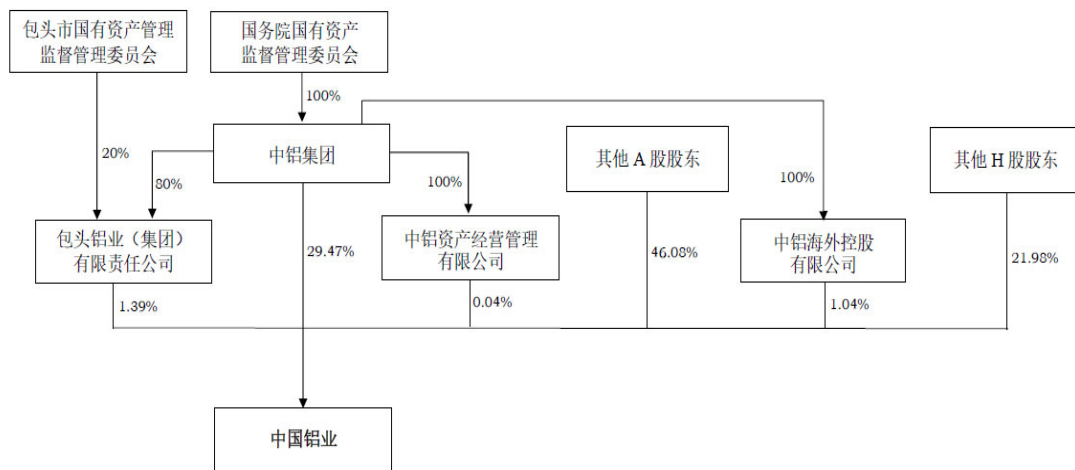 包头市国有资产管理
监督管理委员会
国务院国有资产
监督管理委员会
100%
20%
中铝集团
其他 A 股股东
其他 H 股股东
80%
100%
100%
包头铝业（集团）
有限责任公司
29.47%
中铝资产经营管理
有限公司
46.08%
中铝海外控股
有限公司
21.98%
1.39%
0.04%
1.04%
中国铝业